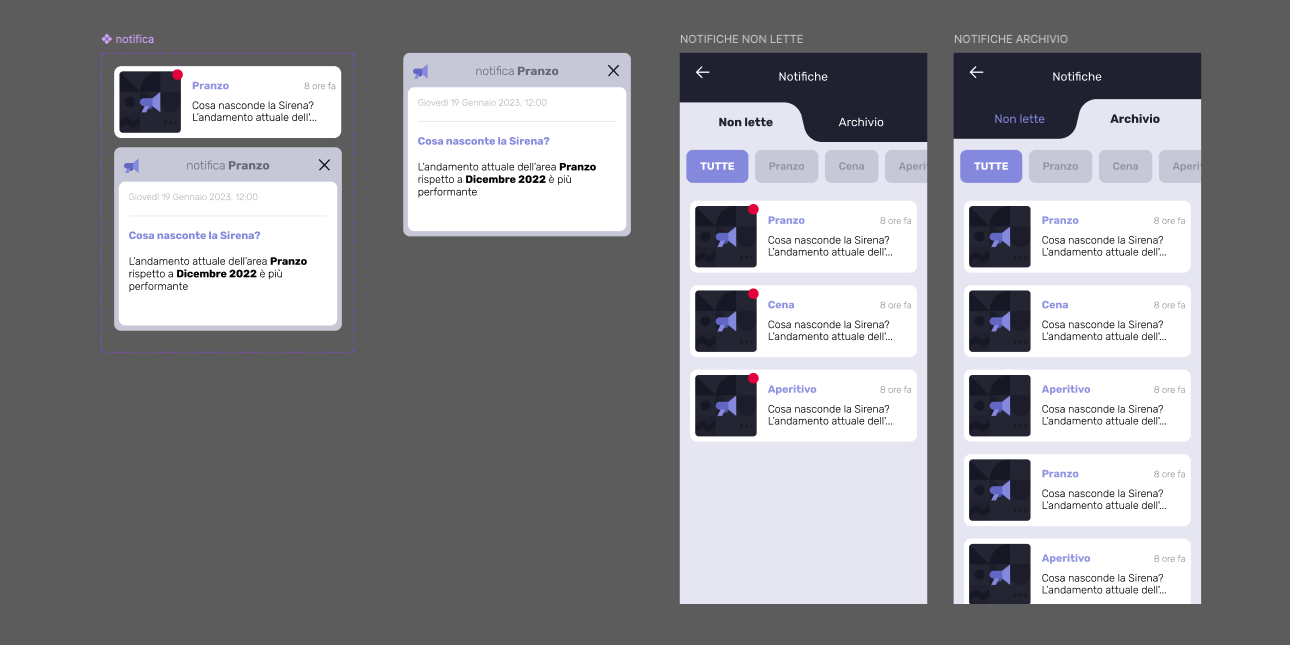 notifica
Pranzo
8 ore fa
Cosa nasconde la Sirena?
L'andamento attuale dell'...
notifica Pranzo
Giovedì 19 Gennaio 2023, 12:00
Cosa nasconte la Sirena?
L'andamento attuale dell'area Pranzo
rispetto a Dicembre 2022 è più
performante
notifica Pranzo
Giovedì 19 Gennaio 2023, 12:00
Cosa nasconte la Sirena?
L'andamento attuale dell'area Pranzo
rispetto a Dicembre 2022 è più
performante
NOTIFICHE NON LETTE
Notifiche
Non lette
Archivio
TUTTE
Pranzo
Cena
Aperi
Pranzo
8 ore fa
Cosa nasconde la Sirena?
L'andamento attuale dell'...
Cena
8 ore fa
Cosa nasconde la Sirena?
L'andamento attuale dell'...
Aperitivo
8 ore fa
Cosa nasconde la Sirena?
L'andamento attuale dell'...
NOTIFICHE ARCHIVIO
Notifiche
Non lette
Archivio
TUTTE
Pranzo
Cena
Aperi
Pranzo
8 ore fa
Cosa nasconde la Sirena?
L'andamento attuale dell'...
Cena
8 ore fa
Cosa nasconde la Sirena?
L'andamento attuale dell'...
Aperitivo
8 ore fa
Cosa nasconde la Sirena?
L'andamento attuale dell'...
Pranzo
8 ore fa
Cosa nasconde la Sirena?
L'andamento attuale dell'...
Aperitivo
8 ore fa
Cosa nasconde la Sirena?
L'andamento attuale dell'...